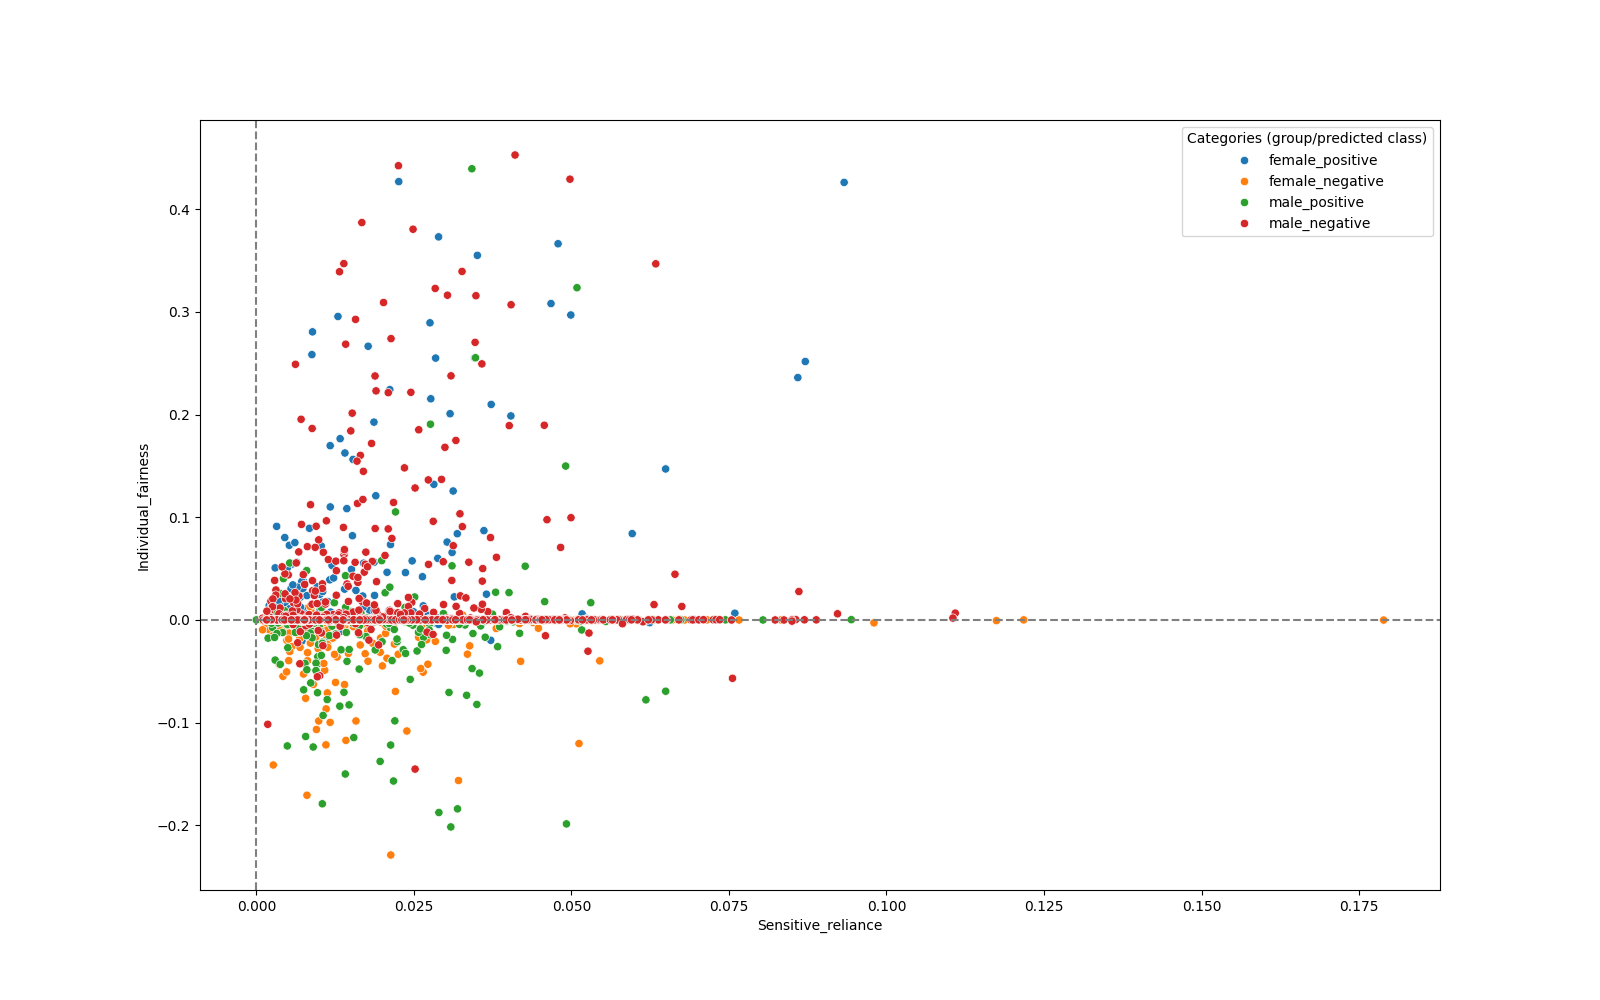 Categories (group/predicted class)
female_positive
female_negative
male_positive
male_negative
Individual_fairness
0.4
0.3
0.2
0.1
0.0
−0.1
−0.2
0.000 0.025 0.050 0.075 0.100 0.125 0.150 0.175
Sensitive_reliance